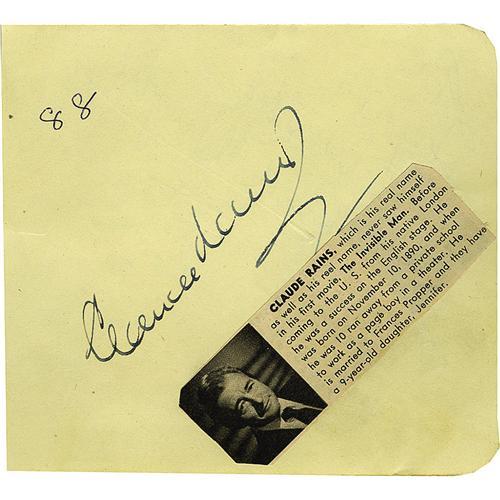 88
CLAUDE RAINS, which is his real name
as well as his reel name, never saw himself
in his first movie, The Invisible Man. Before
coming to the U. S. from his native London
he was a success on the English stage. He
was born on November 10, 1890, and when
he was 10 ran away from a private school
to work as a page boy in a theater. He
is married to Frances Propper and they have
a 9-year-old daughter, Jennifer.